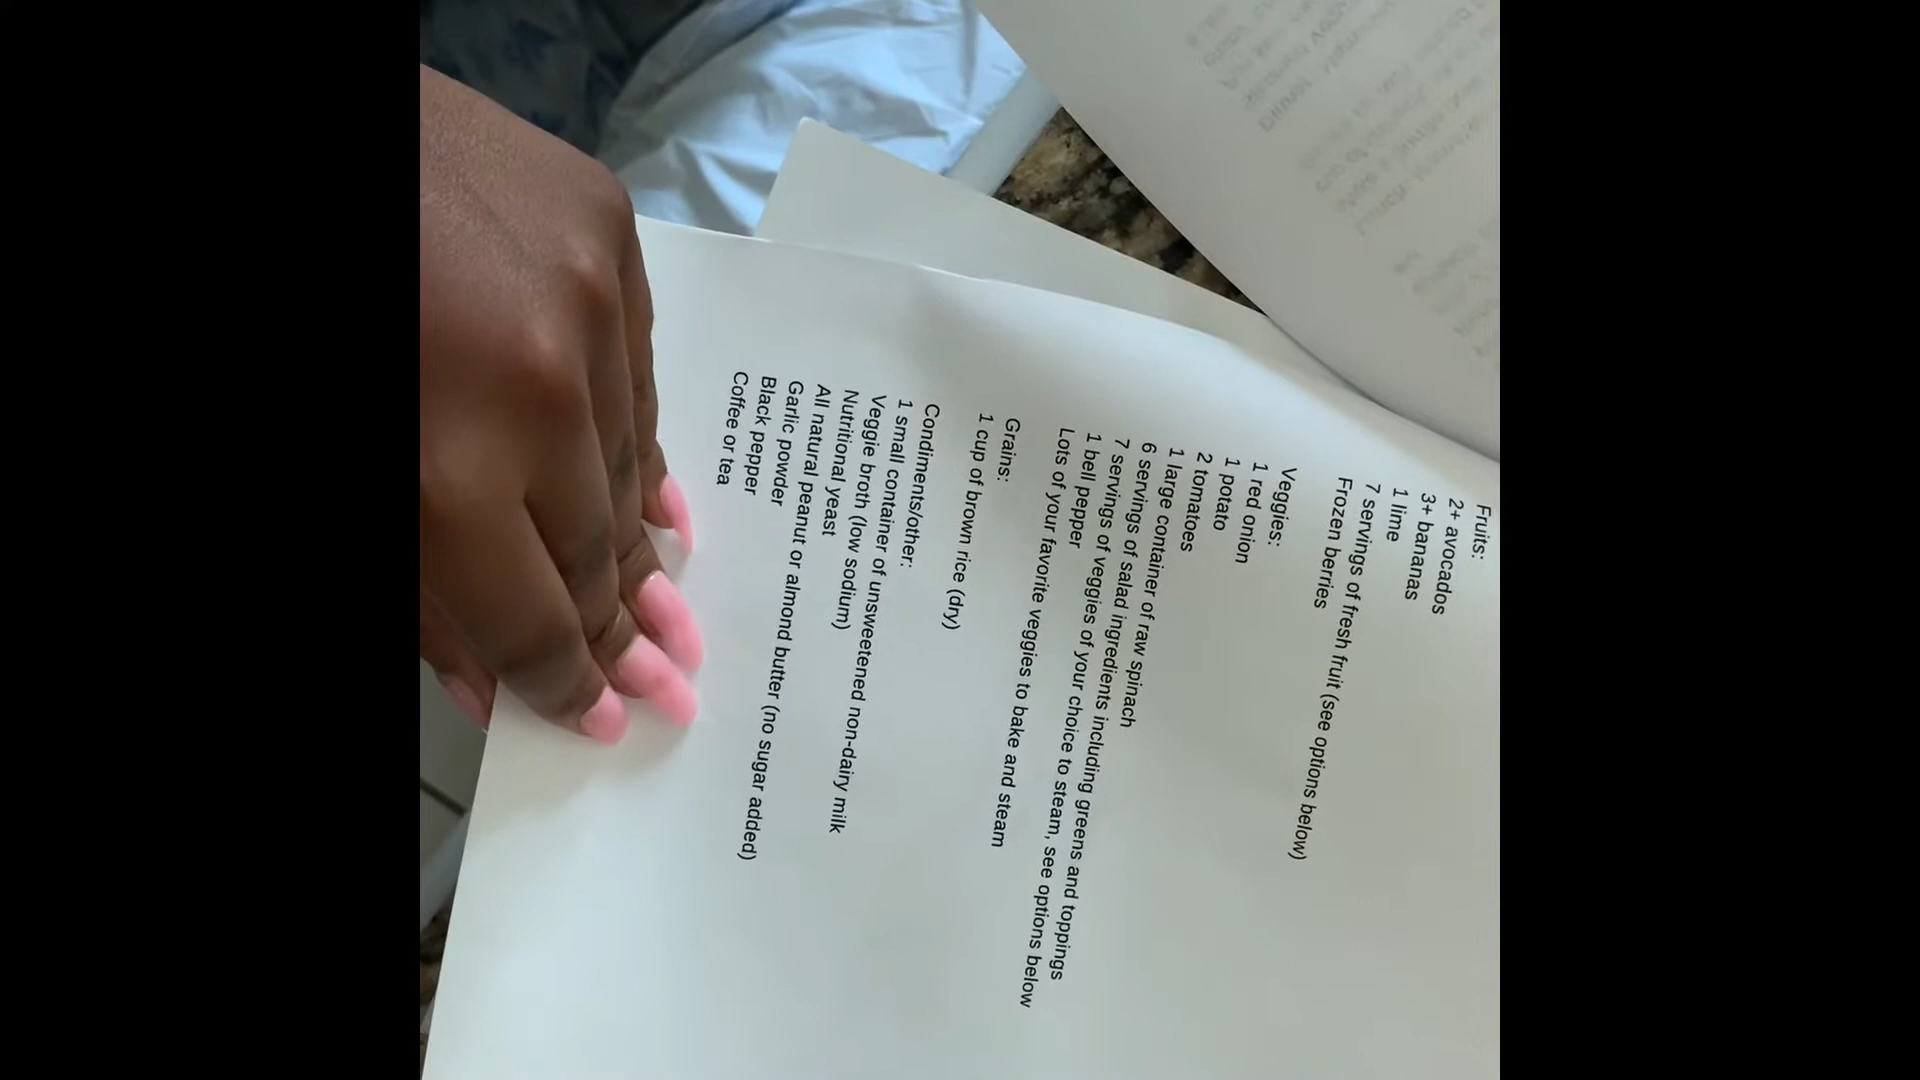 Fruits:
2+ avocados
3+ bananas
1 lime
7 servings of fresh fruit (see options below)
Frozen berries
Veggies:
1 red onion
1 potato
2 tomatoes
1 large container of raw spinach
6 servings of salad ingredients including greens and toppings
7 servings of veggies of your choice to steam, see options below
1 bell pepper
Lots of your favorite veggies to bake and steam
Grains:
1 cup of brown rice (dry)
Condiments/other:
1 small container of unsweetened non-dairy milk
Veggie broth (low sodium)
Nutritional yeast
All natural peanut or almond butter (no sugar added)
Garlic powder
Black pepper
Coffee or tea